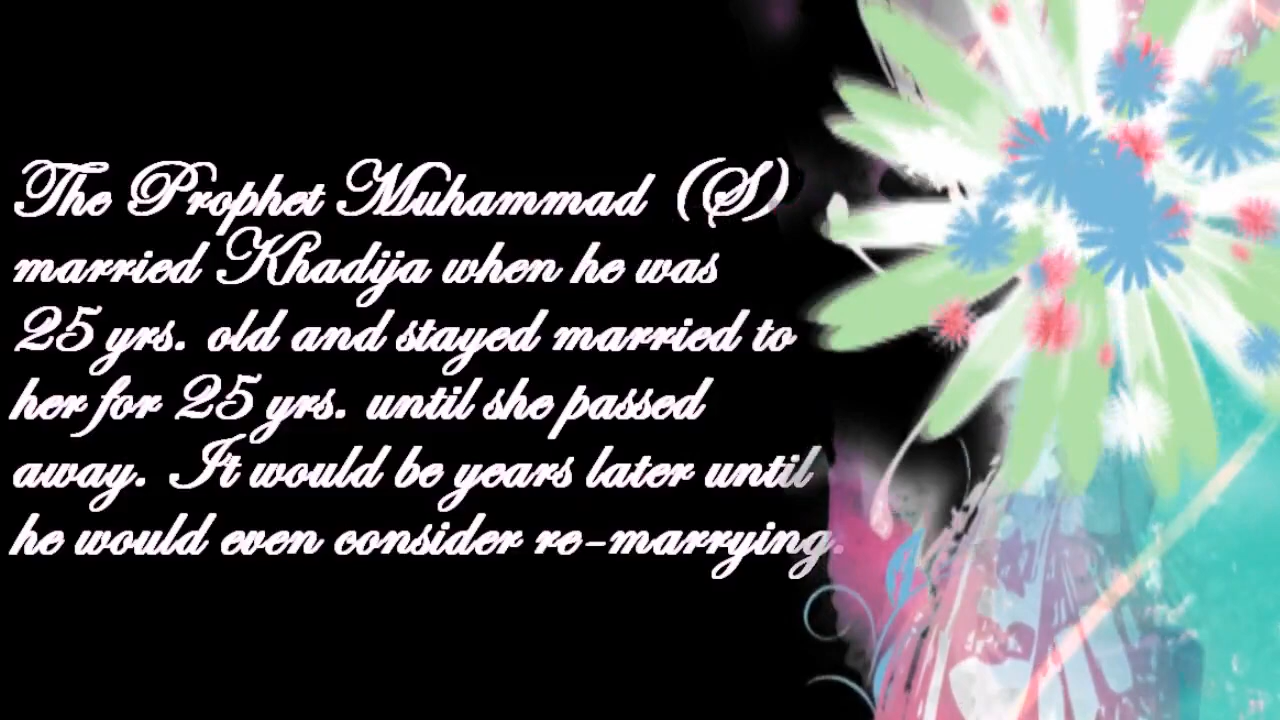 The Prophet Muhammad (S)
married Khadija when he was
25 yrs. old and stayed married to
her for 25 yrs. until she passed
away. It would be years later until
he would even consider re-marrying.